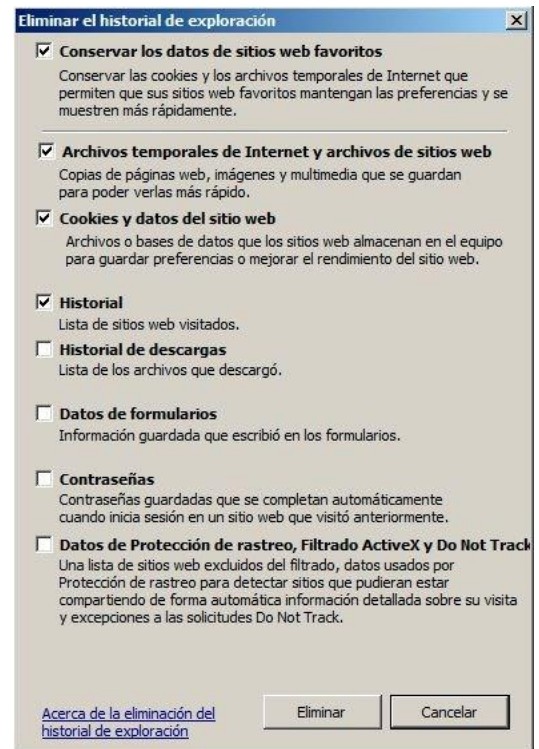 Eliminar el historial de exploración
Conservar los datos de sitios web favoritos
Conservar las cookies y los archivos temporales de Internet que
permiten que sus sitios web favoritos mantengan las preferencias y se
muestren más rápidamente.
Archivos temporales de Internet y archivos de sitios web
Copias de páginas web, imágenes y multimedia que se guardan
para poder verlas más rápido.
Cookies y datos del sitio web
Archivos o bases de datos que los sitios web almacenan en el equipo
para guardar preferencias o mejorar el rendimiento del sitio web.
Historial
Lista de sitios web visitados.
Historial de descargas
Lista de los archivos que descargó.
Datos de formularios
Información guardada que escribió en los formularios.
Contraseñas
Contraseñas guardadas que se completan automáticamente
cuando inicia sesión en un sitio web que visitó anteriormente.
Datos de Protección de rastreo, Filtrado ActiveX y Do Not Track
Una lista de sitios web excluidos del filtrado, datos usados por
Protección de rastreo para detectar sitios que pudieran estar
compartiendo de forma automática información detallada sobre su visita
y excepciones a las solicitudes Do Not Track.
Acerca de la eliminación del
historial de exploración
Eliminar
Cancelar